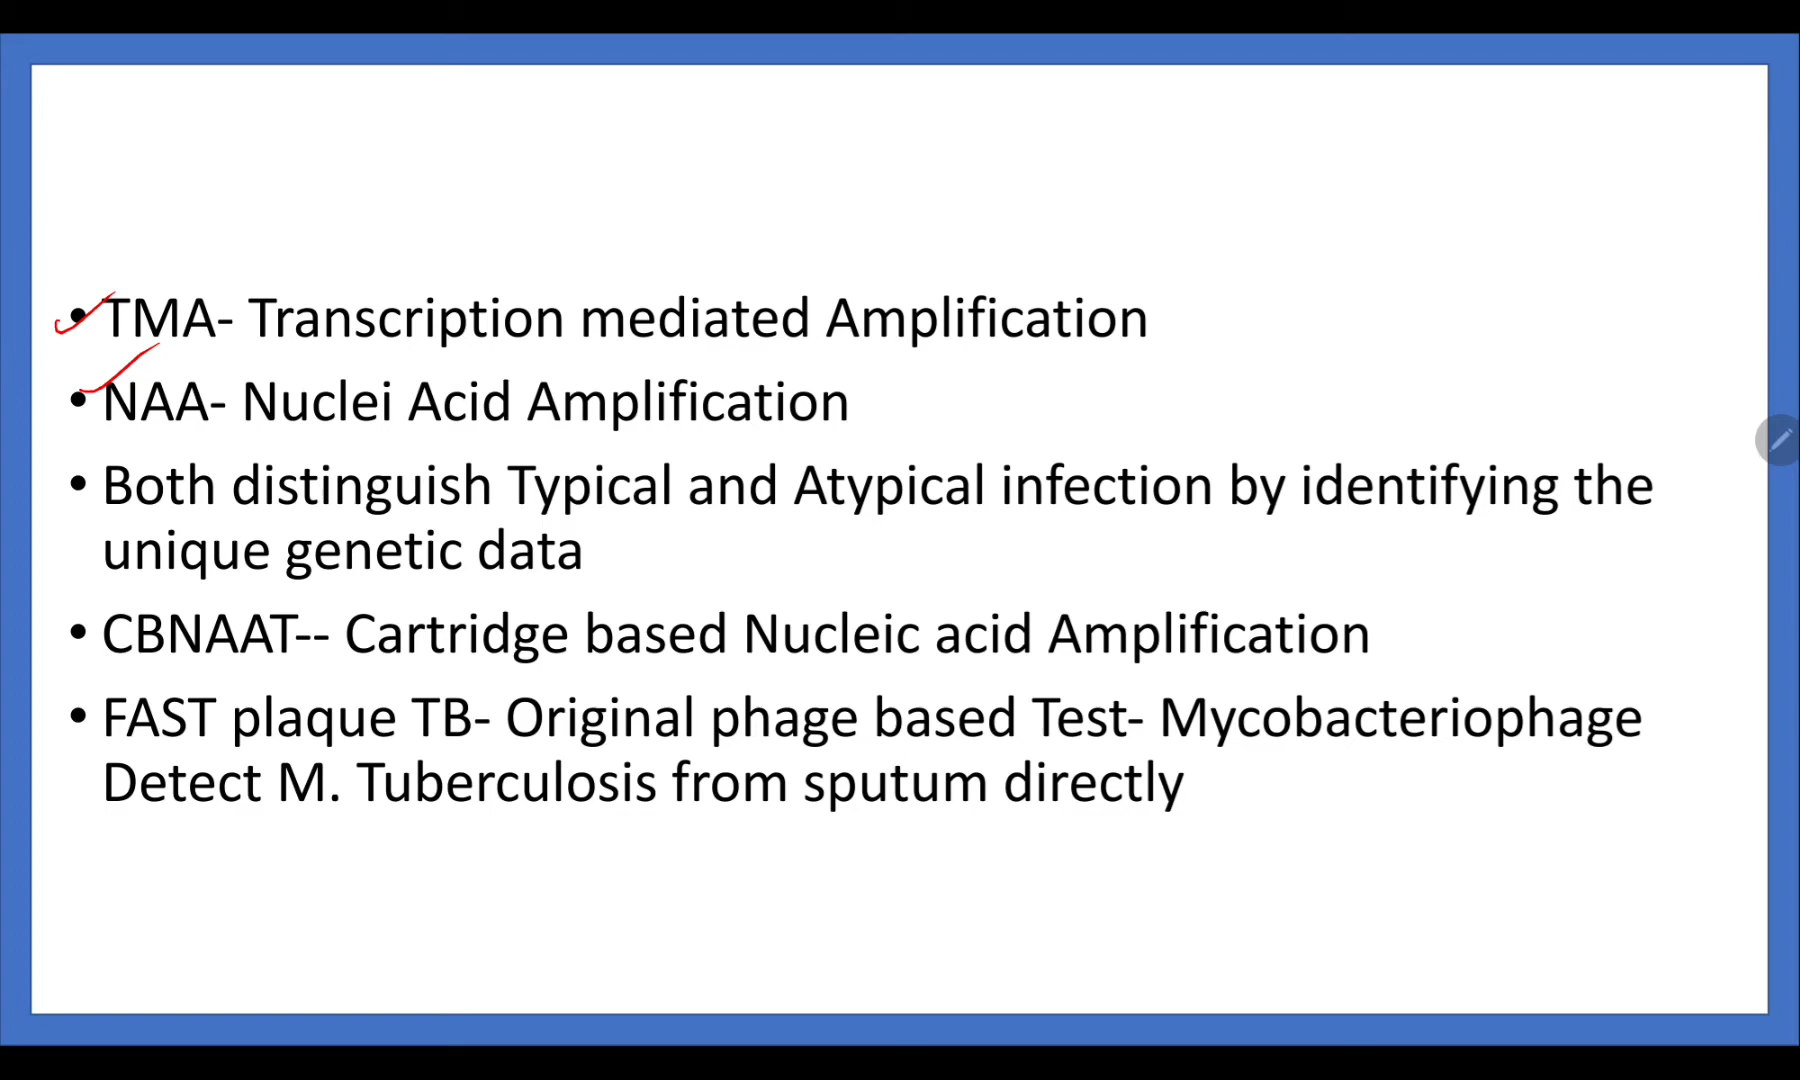 • TMA- Transcription mediated Amplification
• NAA- Nuclei Acid Amplification
• Both distinguish Typical and Atypical infection by identifying the
unique genetic data
• CBNAAT-- Cartridge based Nucleic acid Amplification
• FAST plaque TB- Original phage based Test- Mycobacteriophage
Detect M. Tuberculosis from sputum directly